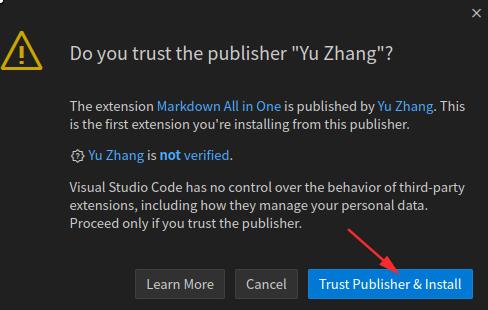 Do you trust the publisher "Yu Zhang"?
The extension Markdown All in One is published by Yu Zhang. This
is the first extension you're installing from this publisher.
Yu Zhang is not verified.
Visual Studio Code has no control over the behavior of third-party
extensions, including how they manage your personal data.
Proceed only if you trust the publisher.
Learn More Cancel Trust Publisher & Install